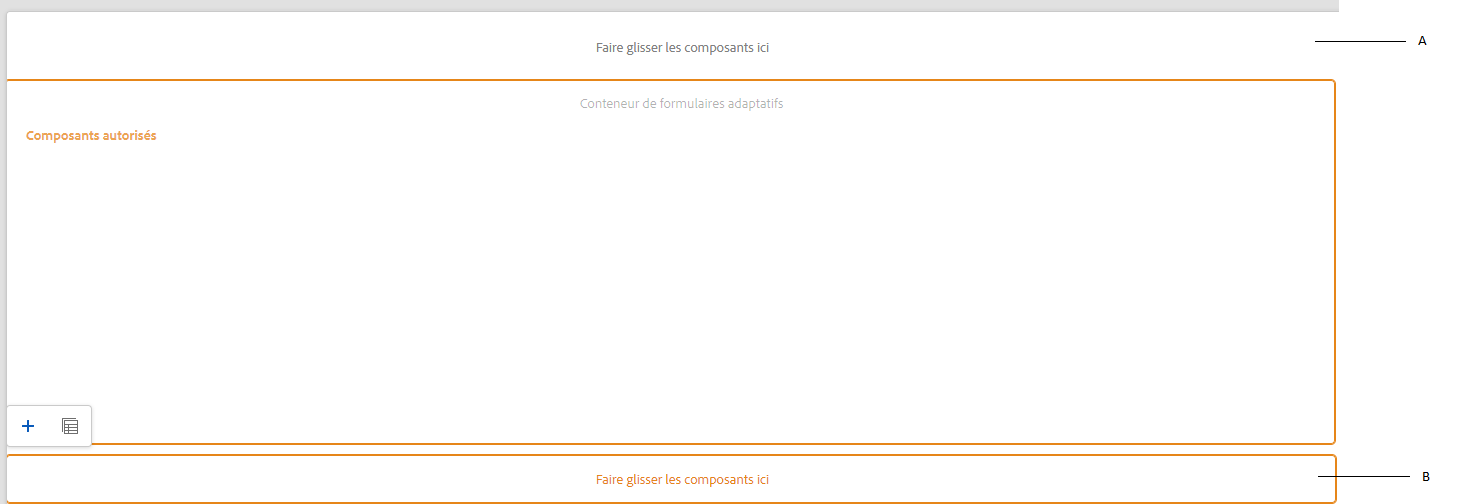 Faire glisser les composants ici
A
Conteneur de formulaires adaptatifs
Composants autorisés
Faire glisser les composants ici
B